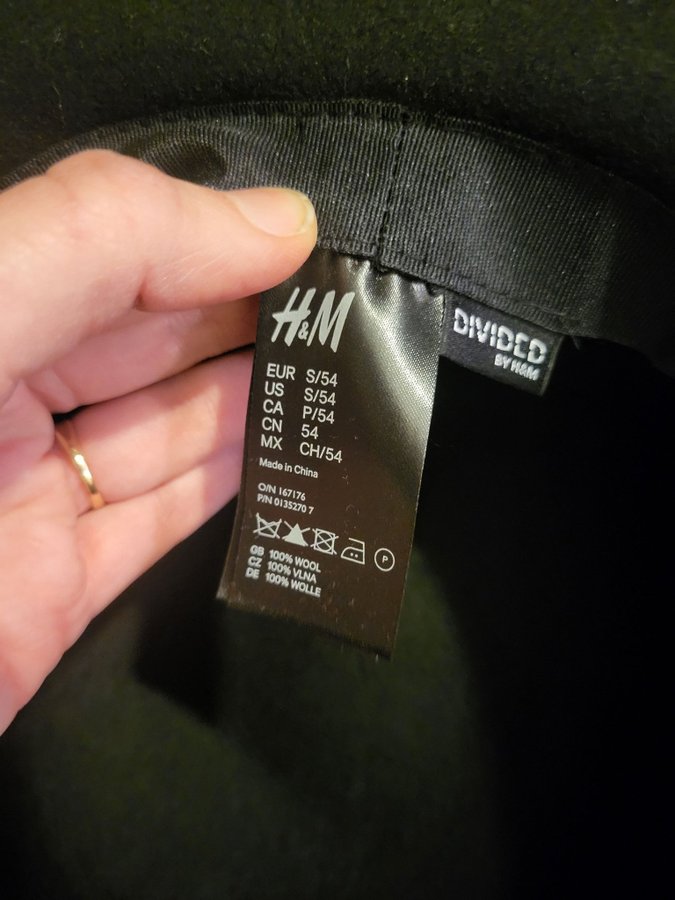 H&M
EUR S/54
US S/54
CA P/54
CN 54
MX CH/54
Made in China
O/N 167176
P/N 0135270 7
P
GB 100% WOOL
CZ 100% VLNA
DE 100% WOLLE
DIVIDED
BY H&M